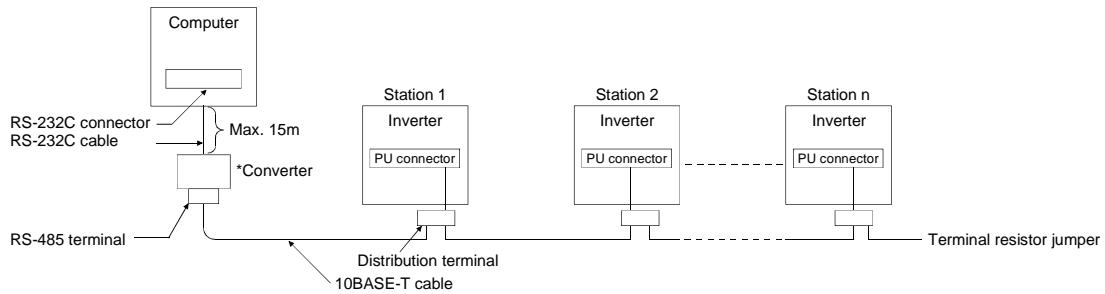 Computer
RS-232C connector
RS-232C cable
Max. 15m
*Converter
RS-485 terminal
Station 1
Inverter
PU connector
Station 2
Inverter
PU connector
Station n
Inverter
PU connector
Distribution terminal
10BASE-T cable
Terminal resistor jumper